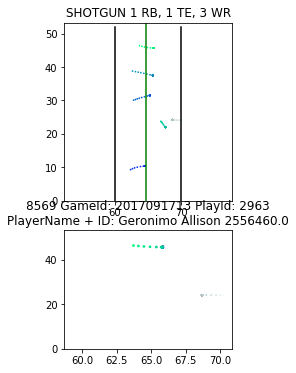 SHOTGUN 1 RB, 1 TE, 3 WR
50
40
30
20
10
0
60 70
8569 GameId: 2017091713 PlayId: 2963
PlayerName + ID: Geronimo Allison 2556460.0
40
20
0
60.0 62.5 65.0 67.5 70.0